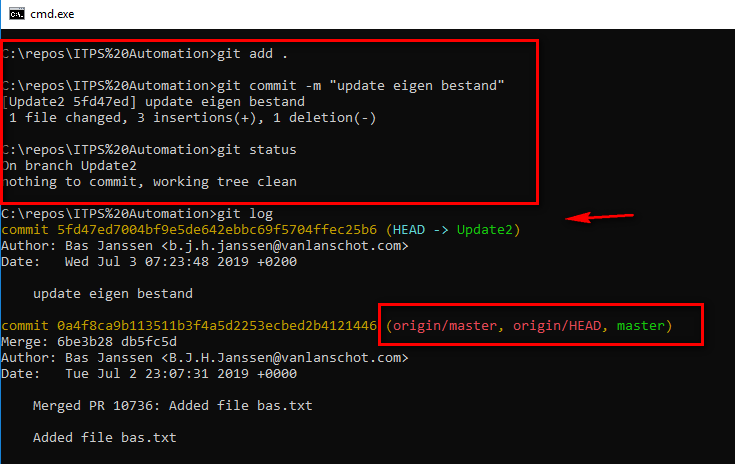 cmd.exe
C:\repos\ITPS%20Automation>git add .
C:\repos\ITPS%20Automation>git commit -m "update eigen bestand"
[Update2 5fd47ed] update eigen bestand
1 file changed, 3 insertions(+), 1 deletion(-)
C:\repos\ITPS%20Automation>git status
On branch Update2
nothing to commit, working tree clean
C:\repos\ITPS%20Automation>git log
commit 5fd47ed7004bf9e5de642ebbc69f5704ffec25b6 (HEAD -> Update2)
Author: Bas Janssen <b.j.h.janssen@vanlanschot.com>
Date:   Wed Jul 3 07:23:48 2019 +0200
update eigen bestand
commit 0a4f8ca9b113511b3f4a5d2253ecbed2b4121446 (origin/master, origin/HEAD, master)
Merge: 6be3b28 db5fc5d
Author: Bas Janssen <B.J.H.Janssen@vanlanschot.com>
Date:   Tue Jul 2 23:07:31 2019 +0000
Merged PR 10736: Added file bas.txt
Added file bas.txt